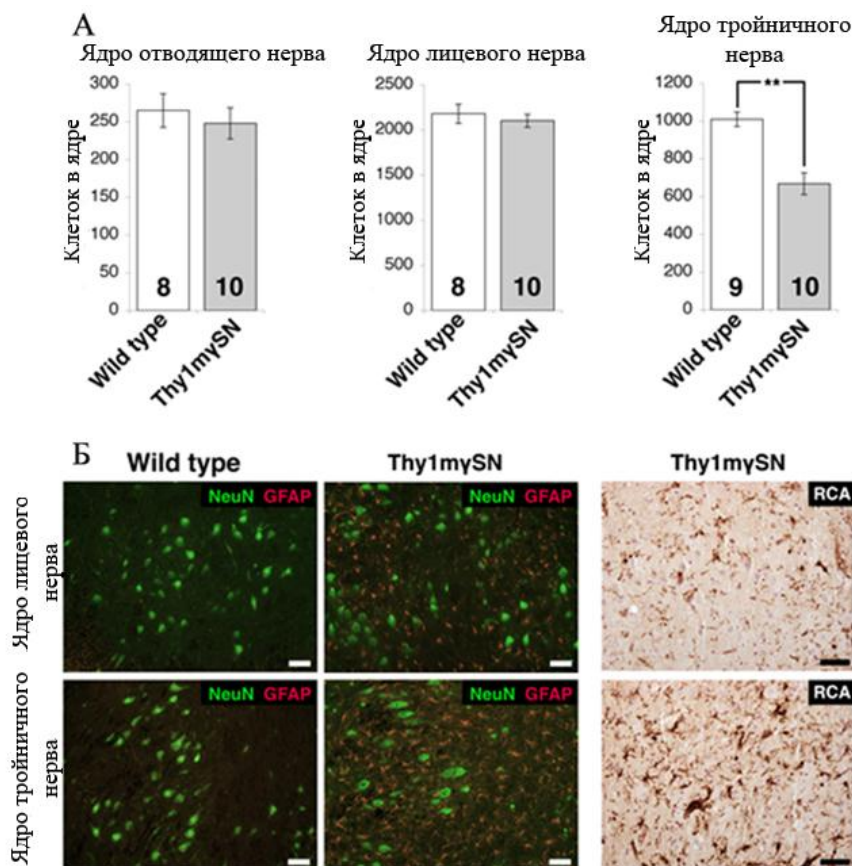 А
Ядро отводящего нерва
Клеток в ядре
300
250
200
150
100
50
0
8
10
Wild type
Thy1mγSN
Ядро лицевого нерва
Клеток в ядре
2500
2000
1500
1000
500
0
8
10
Wild type
Thy1mγSN
Ядро тройничного
нерва
Клеток в ядре
1200
1000
800
600
400
200
0
**
9
10
Wild type
Thy1mγSN
Б
Wild type
Thy1mγSN
Thy1mγSN
Ядро лицевого
нерва
NeuN GFAP
NeuN GFAP
RCA
Ядро тройничного
нерва
NeuN GFAP
NeuN GFAP
RCA